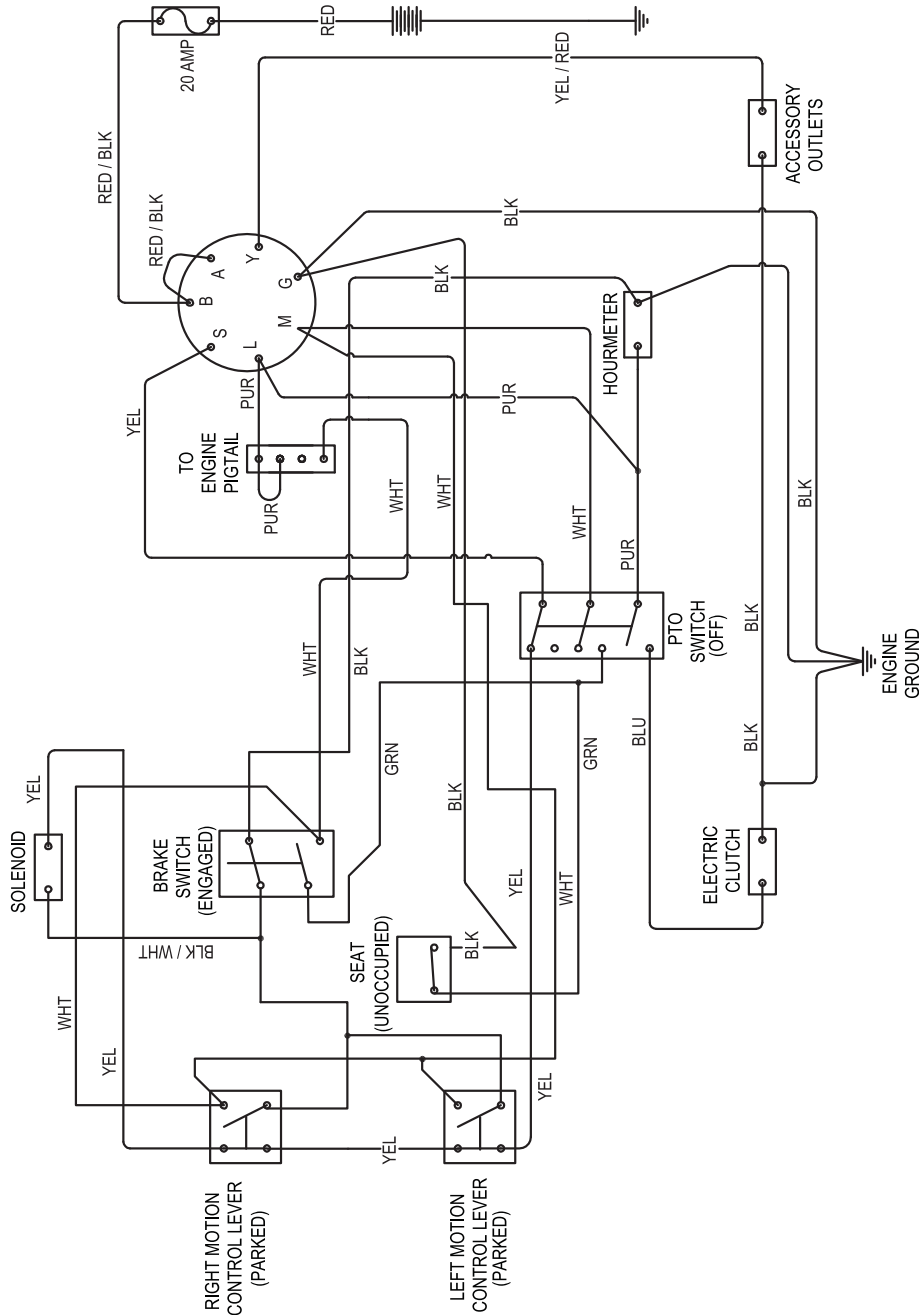 RED
20 AMP
RED / BLK
YEL / RED
ACCESSORY
OUTLETS
RED / BLK
BLK
A
Y
B
G
S
M
L
BLK
HOURMETER
PUR
YEL
PUR
TO
ENGINE
PIGTAIL
PUR
WHT
WHT
WHT
BLK
PUR
PTO
SWITCH
(OFF)
BLK
WHT
BLK
GRN
GRN
BLU
BLK
ENGINE
GROUND
YEL
SOLENOID
BRAKE
SWITCH
(ENGAGED)
BLK
YEL
WHT
ELECTRIC
CLUTCH
BLK / WHT
SEAT
(UNOCCUPIED)
BLK
WHT
YEL
YEL
YEL
RIGHT MOTION
CONTROL LEVER
(PARKED)
LEFT MOTION
CONTROL LEVER
(PARKED)